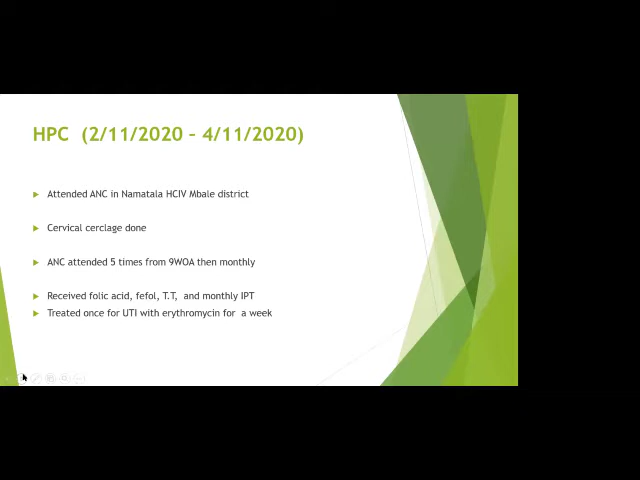 HPC (2/11/2020 – 4/11/2020)
Attended ANC in Namatala HCIV Mbale district
Cervical cerclage done
ANC attended 5 times from 9WOA then monthly
Received folic acid, fefol, T.T, and monthly IPT
Treated once for UTI with erythromycin for a week